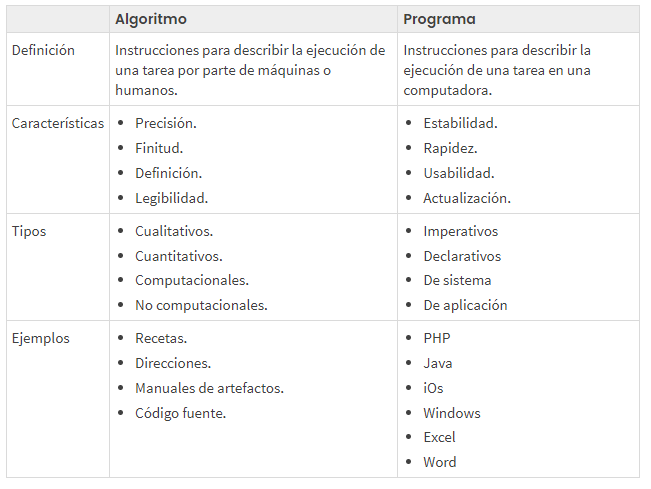 Algoritmo
Programa
Definición
Instrucciones para describir la ejecución de
una tarea por parte de máquinas o
humanos.
Instrucciones para describir la
ejecución de una tarea en una
computadora.
Características
Precisión.
Finitud.
Definición.
Legibilidad.
Estabilidad.
Rapidez.
Usabilidad.
Actualización.
Tipos
Cualitativos.
Cuantitativos.
Computacionales.
No computacionales.
Imperativos
Declarativos
De sistema
De aplicación
Ejemplos
Recetas.
Direcciones.
Manuales de artefactos.
Código fuente.
PHP
Java
iOs
Windows
Excel
Word